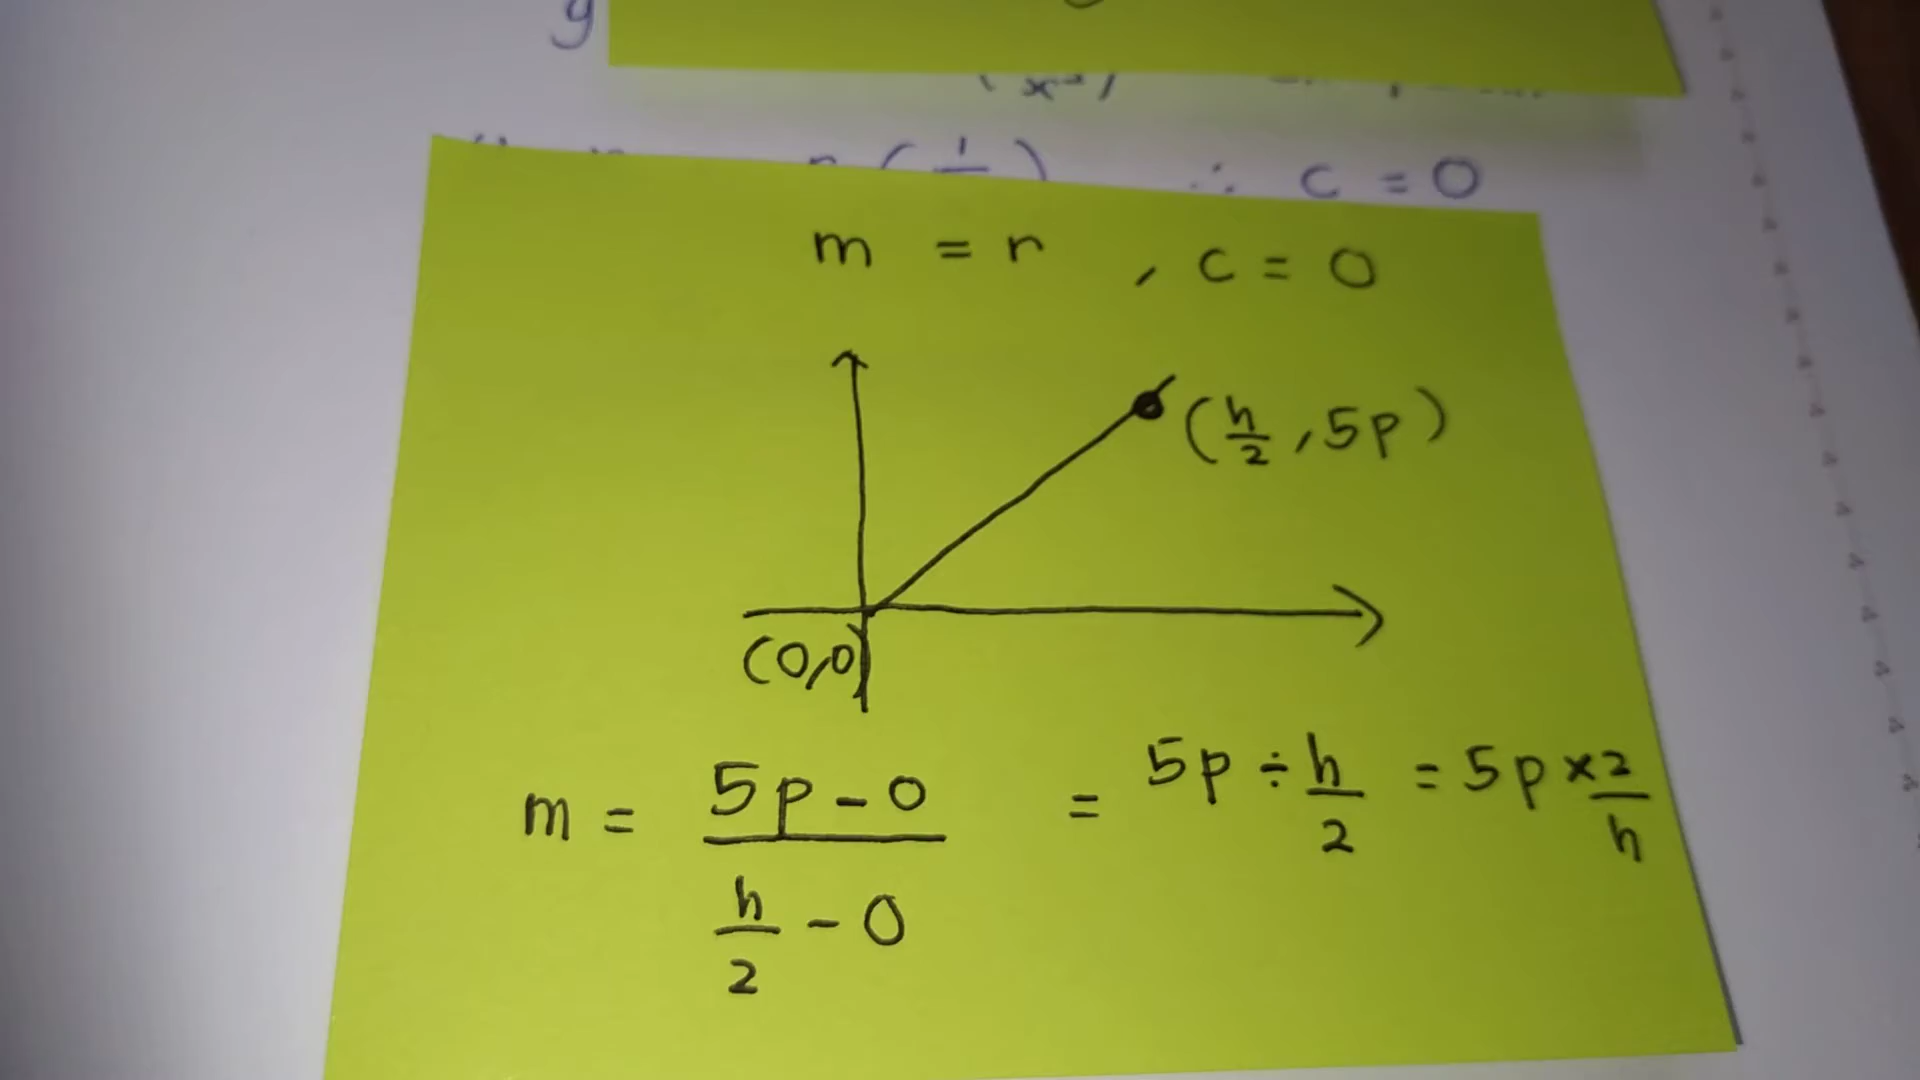 y
∴ c = 0
m = n , c = 0
(h/2, 5p)
(0,0)
m = (5p - 0)/(h/2 - 0) = 5p ÷ h/2 = 5p × 2/h